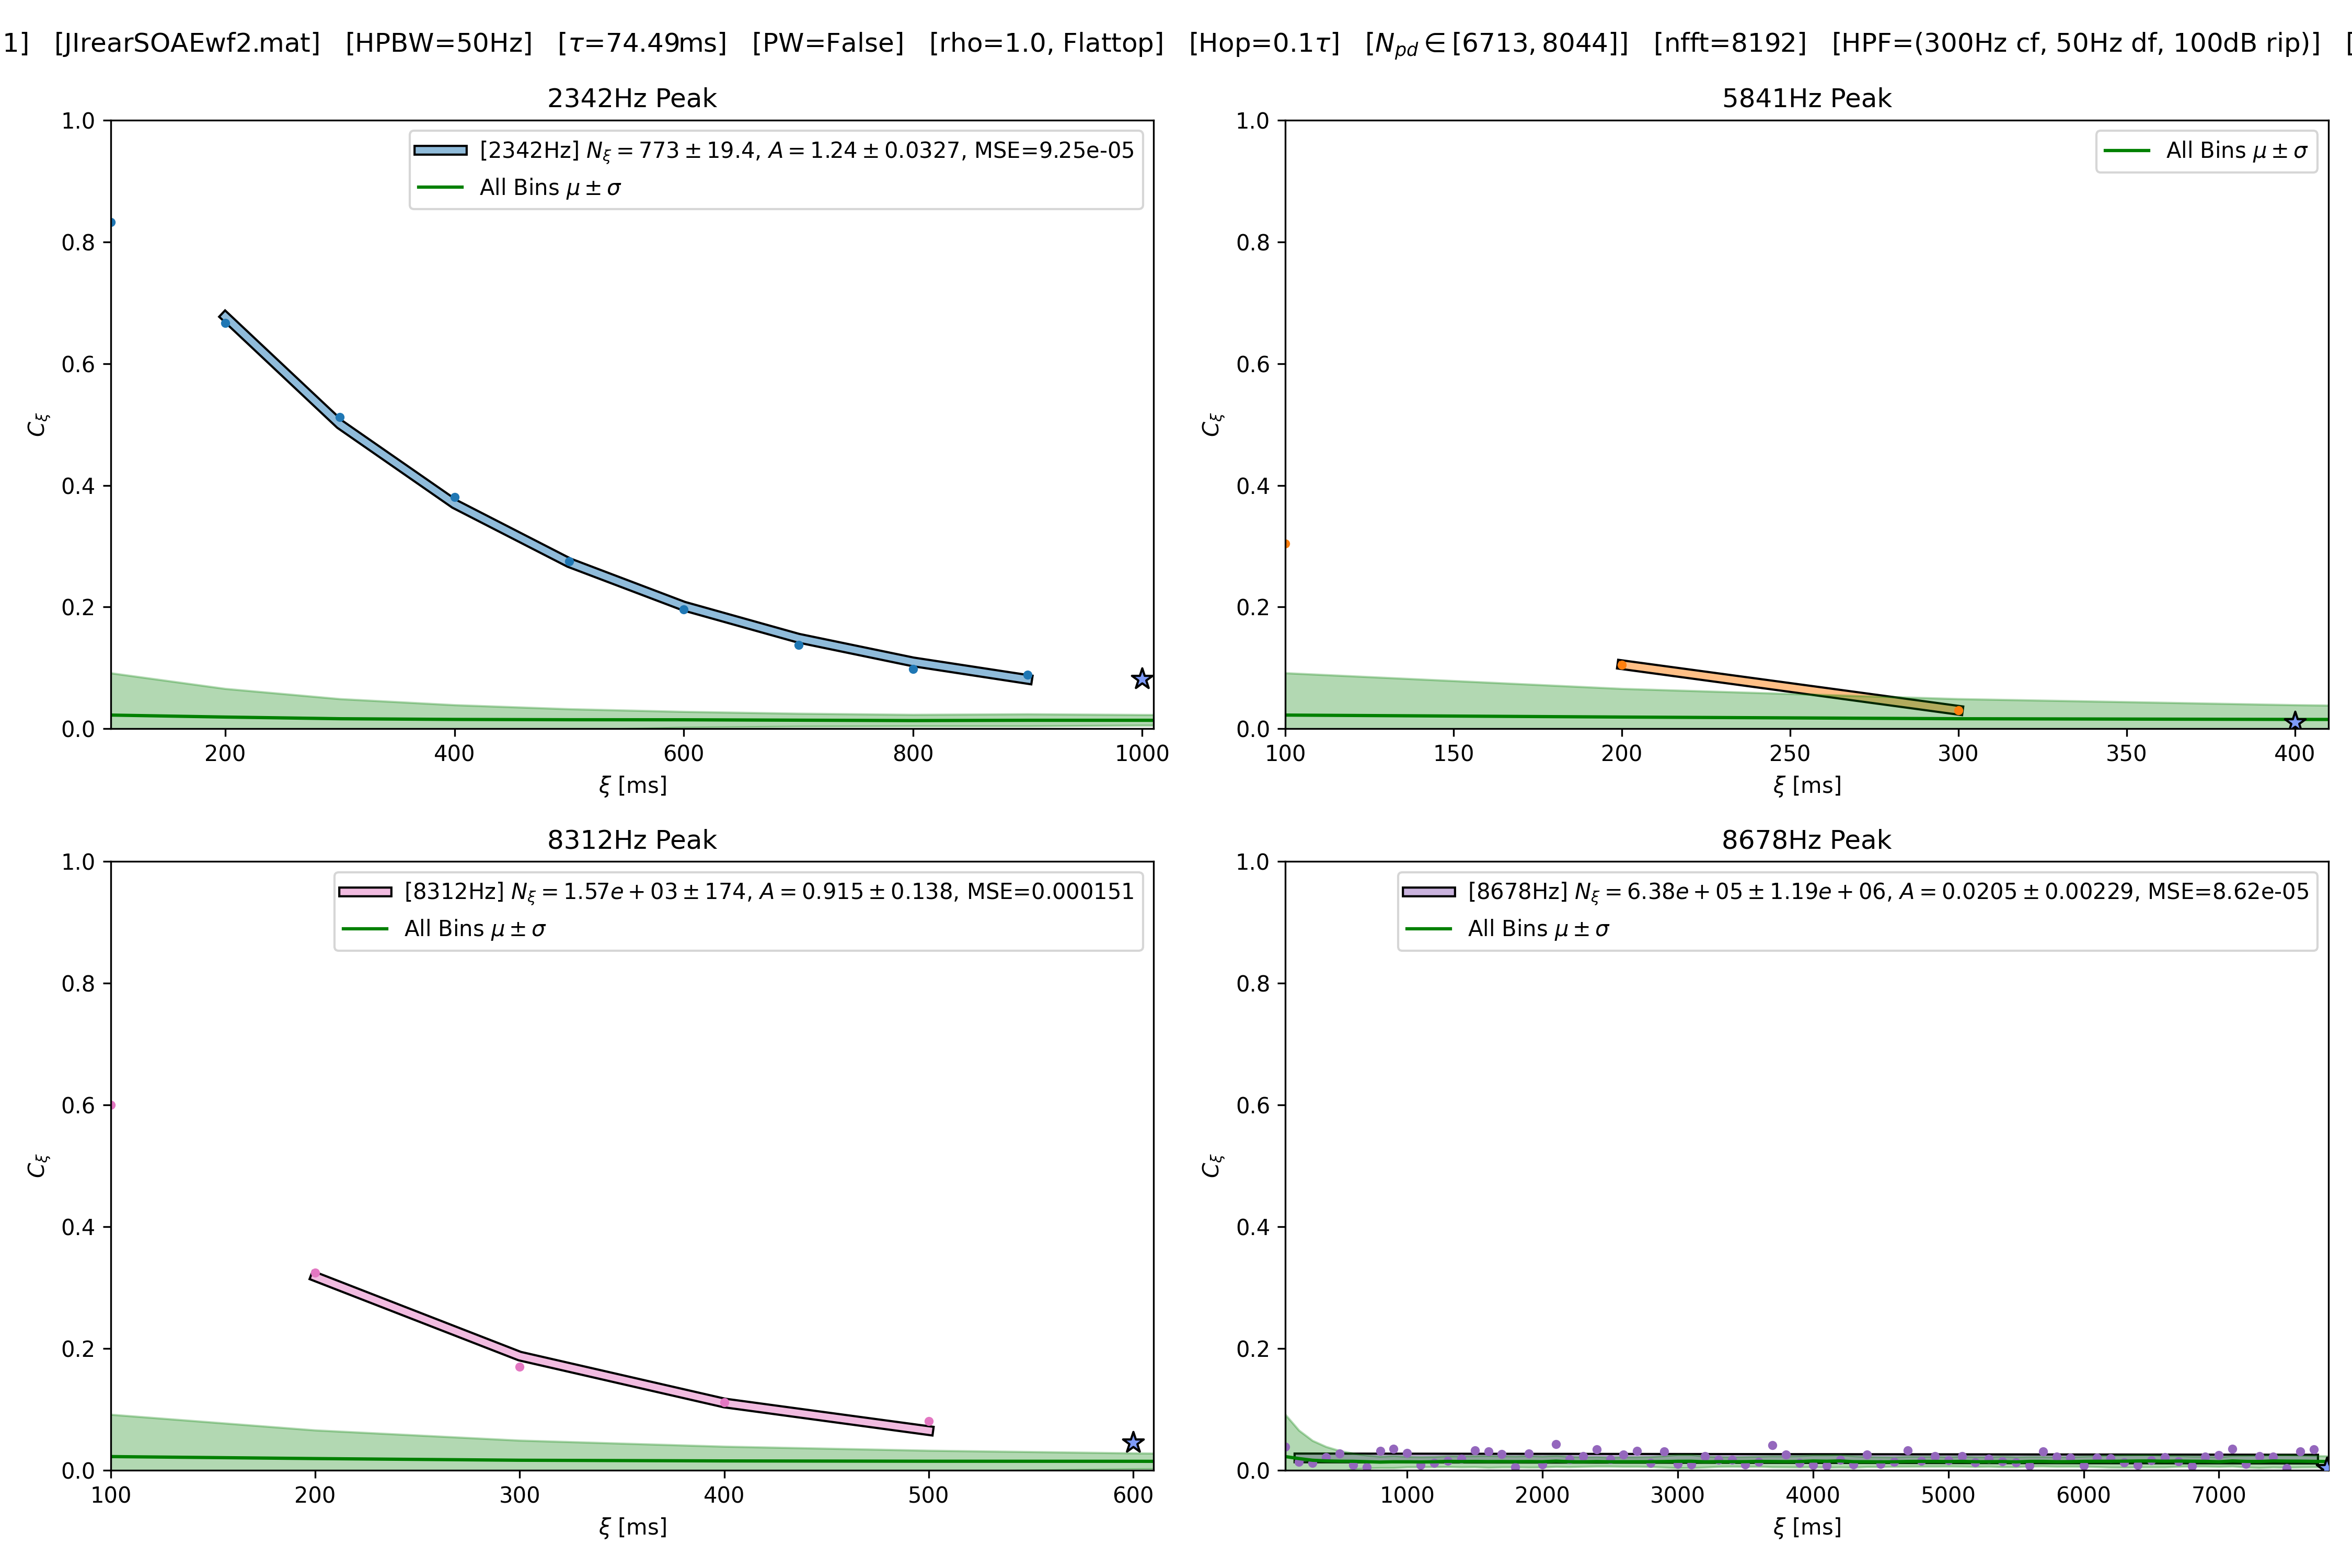 1] [JIrearSOAEwf2.mat] [HPBW=50Hz] [τ=74.49ms] [PW=False] [rho=1.0, Flattop] [Hop=0.1τ] [N_pd ∈ [6713, 8044]] [nfft=8192] [HPF=(300Hz cf, 50Hz df, 100dB rip)] [
2342Hz Peak
[2342Hz] N_ξ = 773 ± 19.4, A = 1.24 ± 0.0327, MSE=9.25e-05
All Bins μ ± σ
1.0
0.8
0.6
0.4
0.2
0.0
C_ξ
200 400 600 800 1000
ξ [ms]
5841Hz Peak
All Bins μ ± σ
1.0
0.8
0.6
0.4
0.2
0.0
C_ξ
100 150 200 250 300 350 400
ξ [ms]
8312Hz Peak
[8312Hz] N_ξ = 1.57e + 03 ± 174, A = 0.915 ± 0.138, MSE=0.000151
All Bins μ ± σ
1.0
0.8
0.6
0.4
0.2
0.0
C_ξ
100 200 300 400 500 600
ξ [ms]
8678Hz Peak
[8678Hz] N_ξ = 6.38e + 05 ± 1.19e + 06, A = 0.0205 ± 0.00229, MSE=8.62e-05
All Bins μ ± σ
1.0
0.8
0.6
0.4
0.2
0.0
C_ξ
1000 2000 3000 4000 5000 6000 7000
ξ [ms]